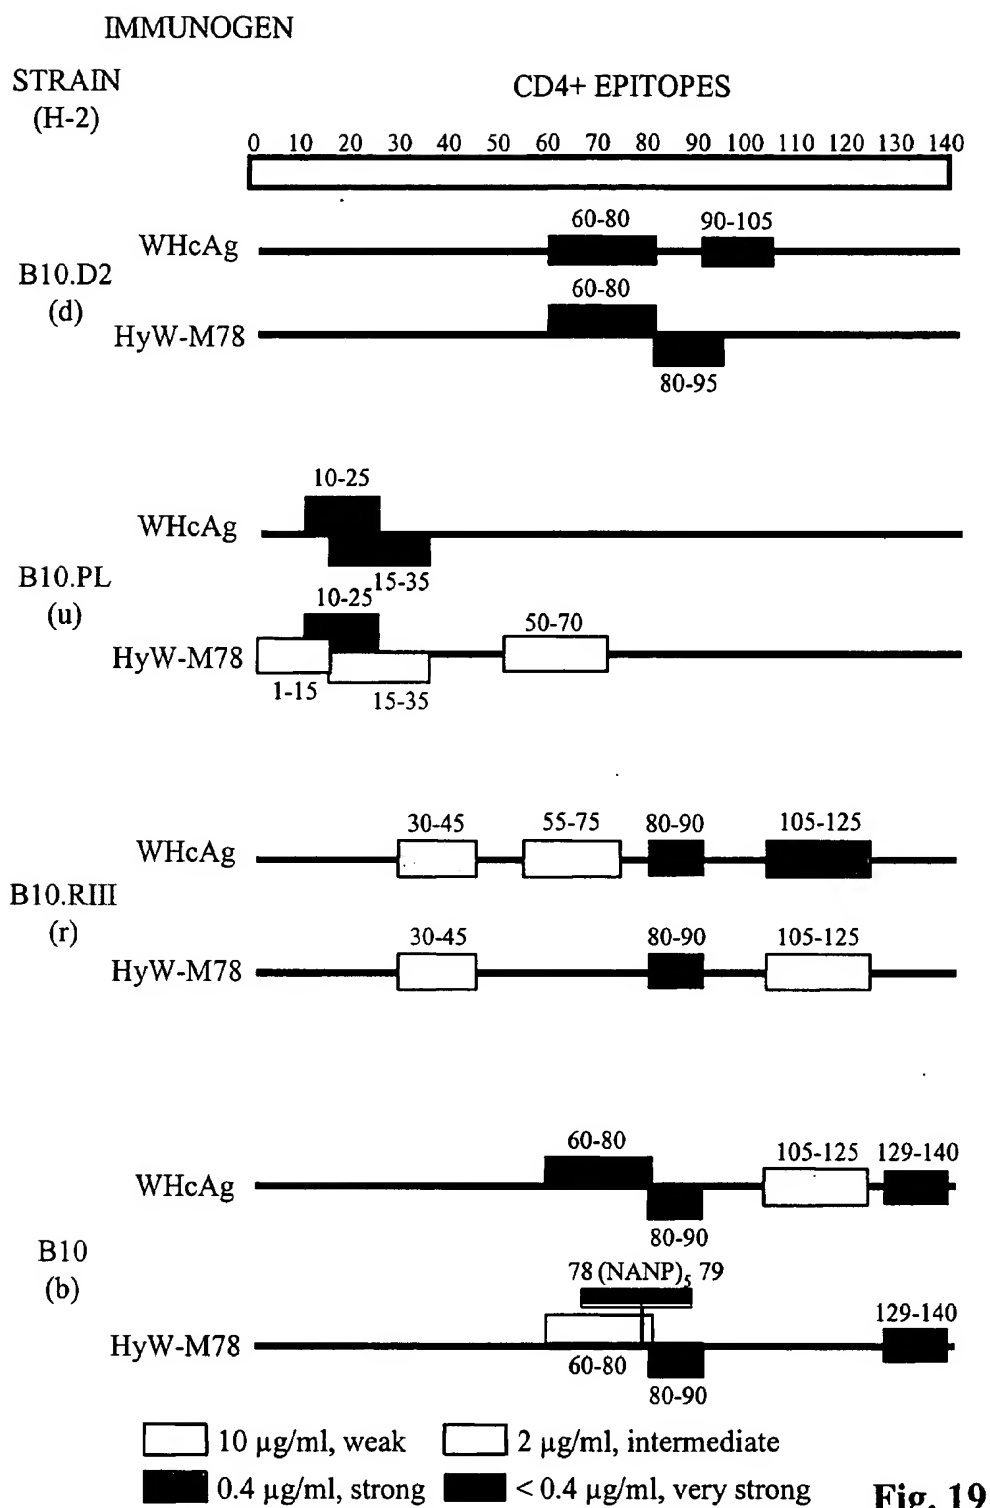 IMMUNOGEN
STRAIN
(H-2)
CD4+ EPITOPES
0 10 20 30 40 50 60 70 80 90 100 110 120 130 140
60-80 90-105
WHcAg
B10.D2
(d)
60-80
HyW-M78
80-95
10-25
WHcAg
15-35
B10.PL
(u)
10-25
50-70
HyW-M78
1-15
15-35
30-45 55-75 80-90 105-125
WHcAg
B10.RIII
(r)
30-45 80-90 105-125
HyW-M78
60-80 105-125 129-140
WHcAg
80-90
B10
(b)
78 (NANP)5 79
129-140
HyW-M78
60-80
80-90
10 µg/ml, weak 2 µg/ml, intermediate
0.4 µg/ml, strong < 0.4 µg/ml, very strong
Fig. 19